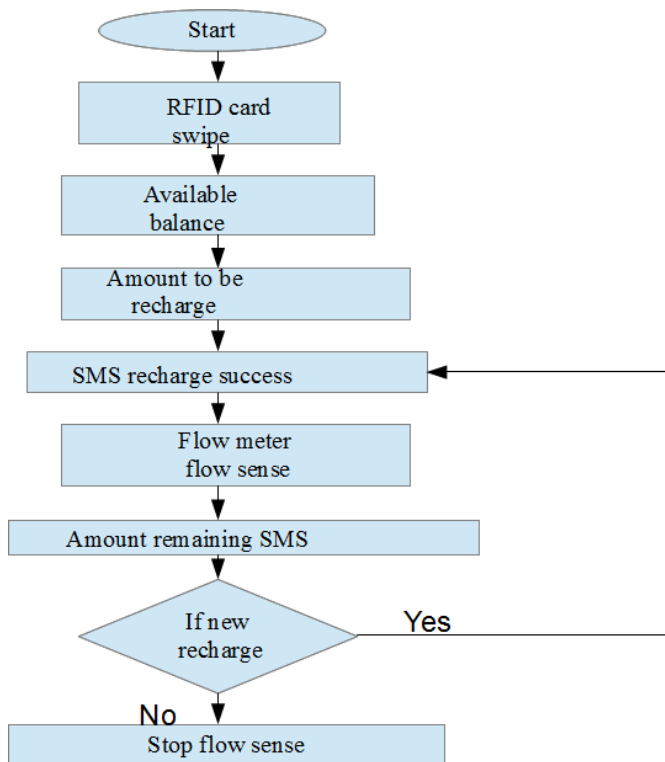 Start
RFID card
swipe
Available
balance
Amount to be
recharge
SMS recharge success
Flow meter
flow sense
Amount remaining SMS
If new
recharge
Yes
No
Stop flow sense